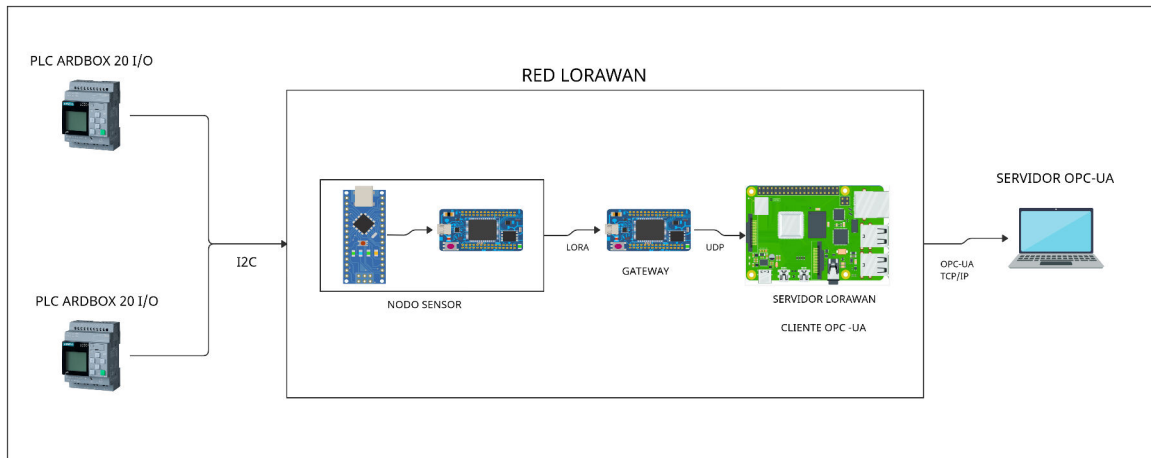 PLC ARDBOX 20 I/O
RED LORAWAN
SERVIDOR OPC-UA
I2C
LORA
UDP
OPC-UA
TCP/IP
GATEWAY
PLC ARDBOX 20 I/O
NODO SENSOR
SERVIDOR LORAWAN
CLIENTE OPC -UA